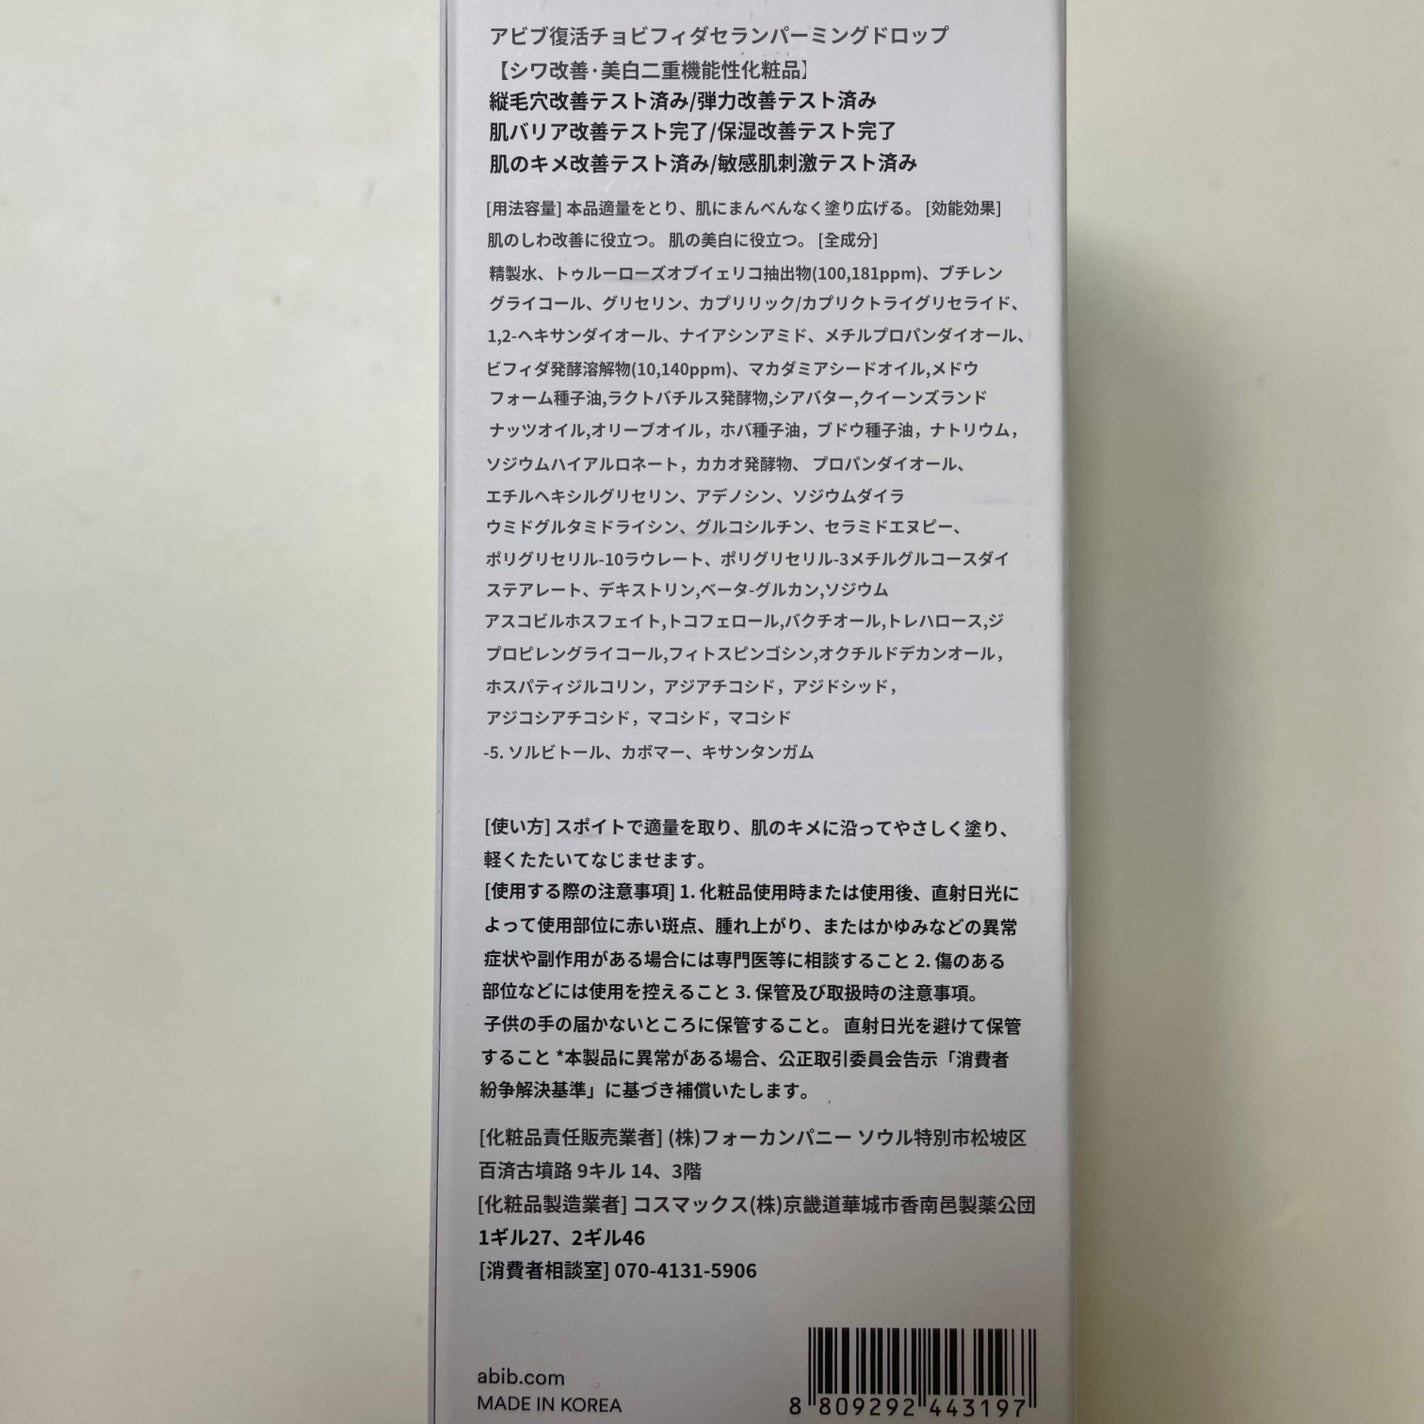 アビブ復活チョビフィダセランパーミングドロップ
【シワ改善·美白二重機能性化粧品】
縦毛穴改善テスト済み/弾力改善テスト済み
肌バリア改善テスト完了/保湿改善テスト完了
肌のキメ改善テスト済み/敏感肌刺激テスト済み
[用法容量] 本品適量をとり、肌にまんべんなく塗り広げる。 [効能効果]
肌のしわ改善に役立つ。 肌の美白に役立つ。 [全成分]
精製水、トゥルーローズオブイェリコ抽出物(100,181ppm)、ブチレン
グライコール、グリセリン、カプリリック/カプリクトライグリセライド、
1,2-ヘキサンダイオール、ナイアシンアミド、メチルプロパンダイオール、
ビフィダ発酵溶解物(10,140ppm)、マカダミアシードオイル,メドウ
フォーム種子油,ラクトバチルス発酵物,シアバター,クイーンズランド
ナッツオイル,オリーブオイル，ホバ種子油，ブドウ種子油，ナトリウム，
ソジウムハイアルロネート，カカオ発酵物、 プロパンダイオール、
エチルヘキシルグリセリン、アデノシン、ソジウムダイラ
ウミドグルタミドライシン、グルコシルチン、セラミドエヌピー、
ポリグリセリル-10ラウレート、ポリグリセリル-3メチルグルコースダイ
ステアレート、デキストリン,ベータ-グルカン,ソジウム
アスコビルホスフェイト,トコフェロール,バクチオール,トレハロース,ジ
プロピレングライコール,フィトスピンゴシン,オクチルドデカンオール，
ホスパティジルコリン，アジアチコシド，アジドシッド，
アジコシアチコシド，マコシド，マコシド
-5. ソルビトール、カボマー、キサンタンガム
[使い方] スポイトで適量を取り、肌のキメに沿ってやさしく塗り、
軽くたたいてなじませます。
[使用する際の注意事項] 1. 化粧品使用時または使用後、直射日光に
よって使用部位に赤い斑点、腫れ上がり、またはかゆみなどの異常
症状や副作用がある場合には専門医等に相談すること 2. 傷のある
部位などには使用を控えること 3. 保管及び取扱時の注意事項。
子供の手の届かないところに保管すること。 直射日光を避けて保管
すること *本製品に異常がある場合、公正取引委員会告示「消費者
紛争解決基準」に基づき補償いたします。
[化粧品責任販売業者] (株)フォーカンパニー ソウル特別市松坡区
百済古墳路 9キル 14、3階
[化粧品製造業者] コスマックス(株)京畿道華城市香南邑製薬公団
1ギル27、2ギル46
[消費者相談室] 070-4131-5906
abib.com
MADE IN KOREA
8 809292 443197